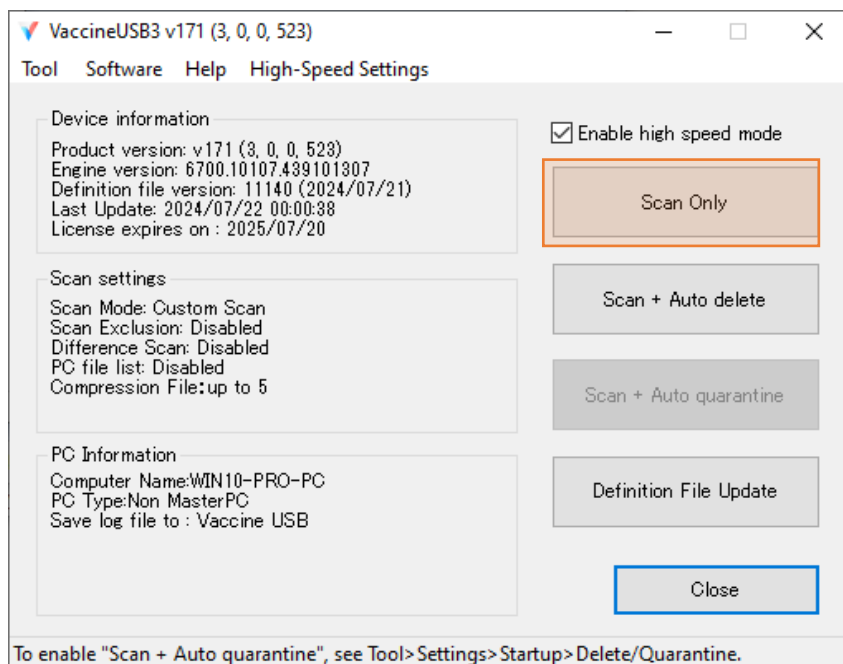 VaccineUSB3 v171 (3, 0, 0, 523)
Tool Software Help High-Speed Settings
Device information
Product version: v171 (3, 0, 0, 523)
Engine version: 6700.10107.439101307
Definition file version: 11140 (2024/07/21)
Last Update: 2024/07/22 00:00:38
License expires on : 2025/07/20
Scan settings
Scan Mode: Custom Scan
Scan Exclusion: Disabled
Difference Scan: Disabled
PC file list: Disabled
Compression File:up to 5
PC Information
Computer Name:WIN10-PRO-PC
PC Type:Non MasterPC
Save log file to : Vaccine USB
Enable high speed mode
Scan Only
Scan + Auto delete
Scan + Auto quarantine
Definition File Update
Close
To enable "Scan + Auto quarantine", see Tool>Settings>Startup>Delete/Quarantine.